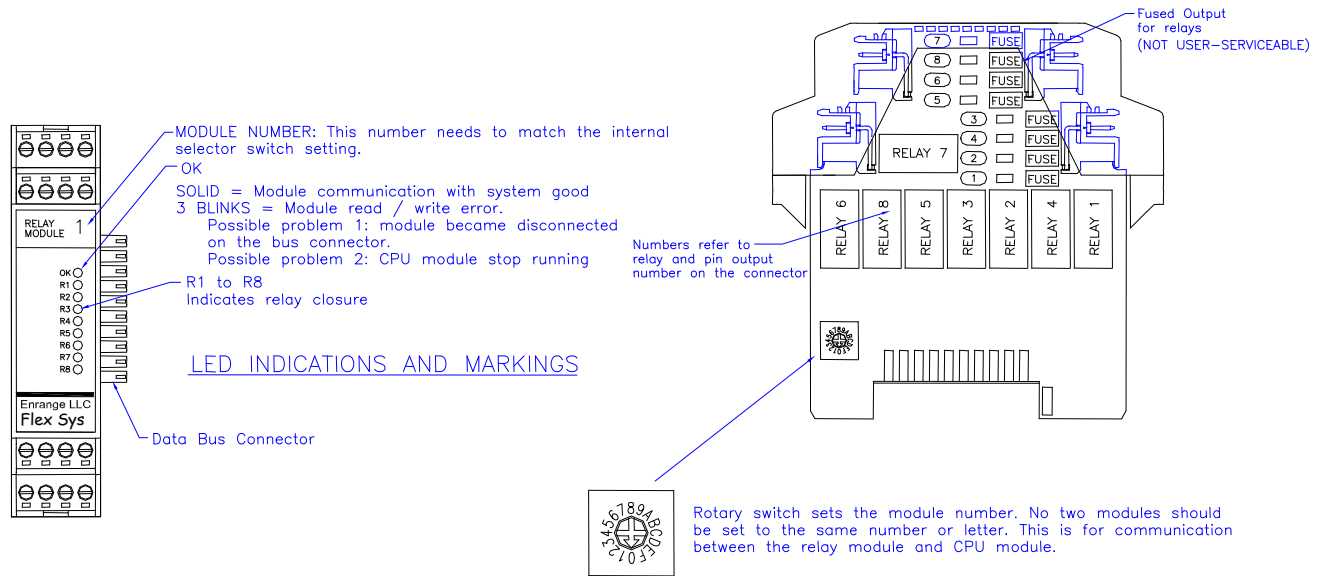 MODULE NUMBER: This number needs to match the internal
selector switch setting.
OK
SOLID = Module communication with system good
3 BLINKS = Module read / write error.
Possible problem 1: module became disconnected
on the bus connector.
Possible problem 2: CPU module stop running
R1 to R8
Indicates relay closure
LED INDICATIONS AND MARKINGS
Data Bus Connector
RELAY
MODULE 1
OK
R1
R2
R3
R4
R5
R6
R7
R8
Enrange LLC
Flex Sys
Fused Output
for relays
(NOT USER-SERVICEABLE)
7 FUSE
8 FUSE
6 FUSE
5 FUSE
3 FUSE
4 FUSE
2 FUSE
1 FUSE
RELAY 7
RELAY 6
RELAY 8
RELAY 5
RELAY 3
RELAY 2
RELAY 4
RELAY 1
Numbers refer to
relay and pin output
number on the connector
0123456789ABCDEF
0123456789ABCDEF
Rotary switch sets the module number. No two modules should
be set to the same number or letter. This is for communication
between the relay module and CPU module.